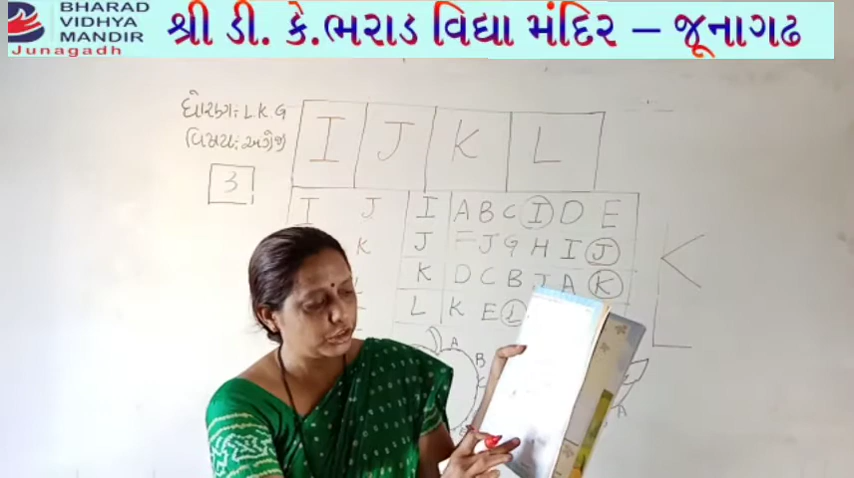 BHARAD
VIDHYA
MANDIR
Junagadh
શ્રી ડી. કે.ભરાડ વિદ્યા મંદિર – જૂનાગઢ
ધોરણ: L.K.G
વિષય: અંગ્રેજી
3
I J K L
I J I A B C I D E
K J J G H I J
K D C B J A K
L K E L
A
B
C
A
K
L